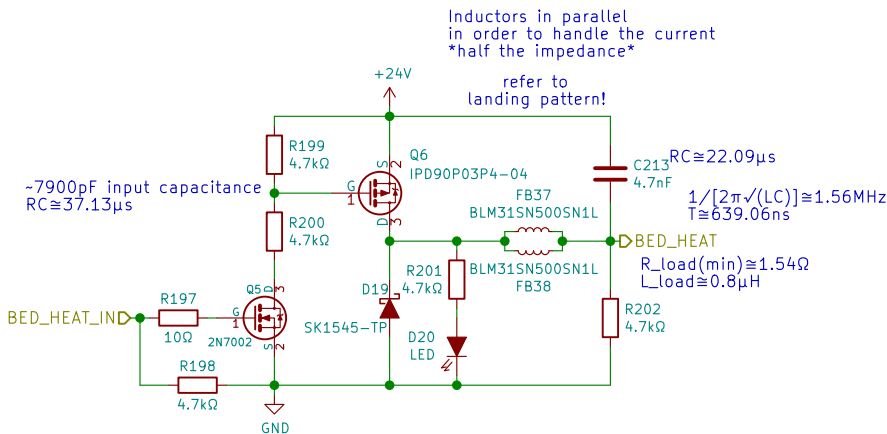 Inductors in parallel
in order to handle the current
*half the impedance*
refer to
landing pattern!
+24V
R199
4.7kΩ
Q6
IPD90P03P4-04
S
2
G
1
D
3
C213
4.7nF
RC≅22.09µs
~7900pF input capacitance
RC≅37.13µs
1/[2π√(LC)]≅1.56MHz
T≅639.06ns
R200
4.7kΩ
FB37
BLM31SN500SN1L
BED_HEAT
BLM31SN500SN1L
FB38
R_load(min)≅1.54Ω
L_load≅0.8µH
R201
4.7kΩ
D19
SK1545-TP
Q5
D
3
G
1
S
2
2N7002
R197
10Ω
BED_HEAT_IN
R202
4.7kΩ
D20
LED
R198
4.7kΩ
GND